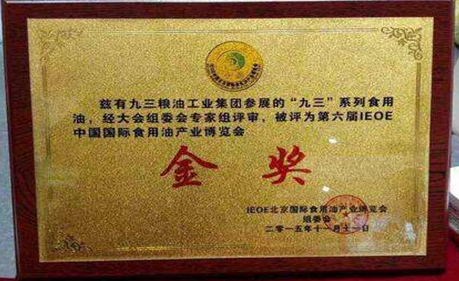 兹有九三粮油工业集团参展的“九三”系列食用
油，经大会组委会专家组评审，被评为第六届IEOE
中国国际食用油产业博览会
金奖
IEOE北京国际食用油产业博览会
组委会
二〇一五年十一月十一日